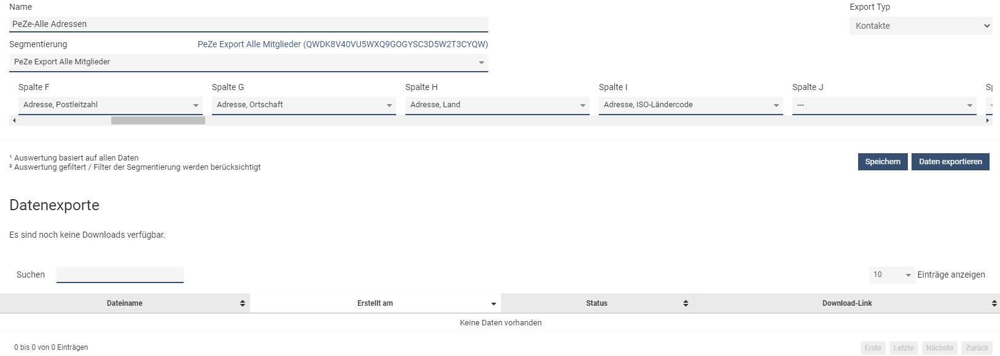 Name
Export Typ
PeZe-Alle Adressen
Kontakte
Segmentierung
PeZe Export Alle Mitglieder (QWDK8V40VU5WXQ9GOGYSC3D5W2T3CYQW)
PeZe Export Alle Mitglieder
Spalte F Spalte G Spalte H Spalte I Spalte J
Adresse, Postleitzahl Adresse, Ortschaft Adresse, Land Adresse, ISO-Ländercode ---
¹ Auswertung basiert auf allen Daten
² Auswertung gefiltert / Filter der Segmentierung werden berücksichtigt
Speichern Daten exportieren
Datenexporte
Es sind noch keine Downloads verfügbar.
Suchen
10 Einträge anzeigen
Dateiname Erstellt am Status Download-Link
Keine Daten vorhanden
0 bis 0 von 0 Einträgen
Erste Letzte Nächste Zurück